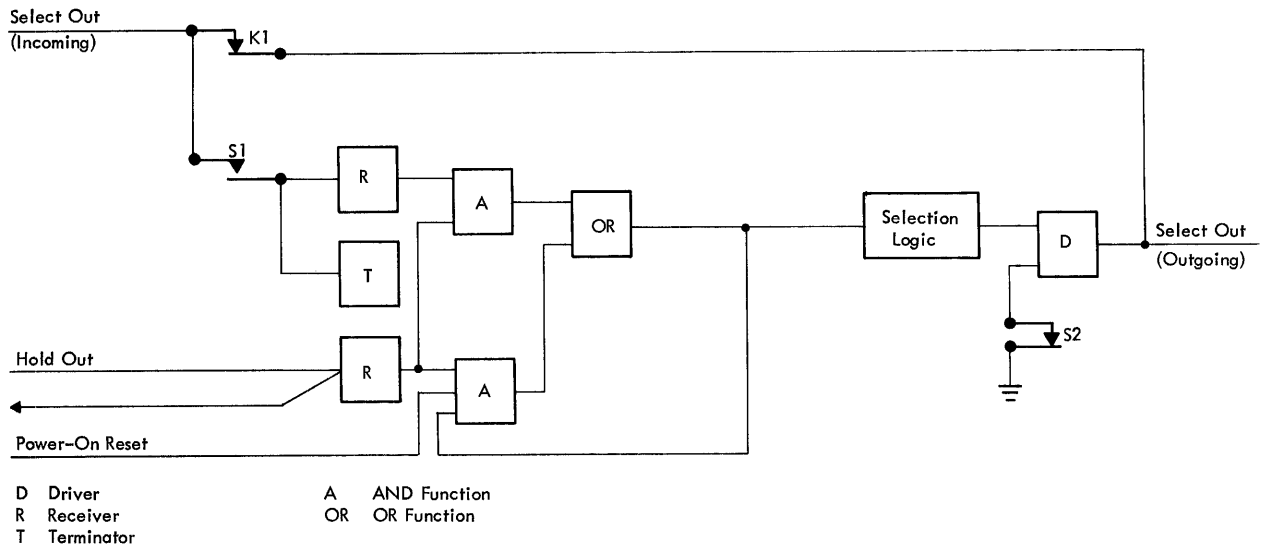 Select Out
(Incoming)
K1
S1
R
A
OR
Selection
Logic
D
Select Out
(Outgoing)
T
S2
Hold Out
R
A
Power-On Reset
D Driver
A AND Function
R Receiver
OR OR Function
T Terminator